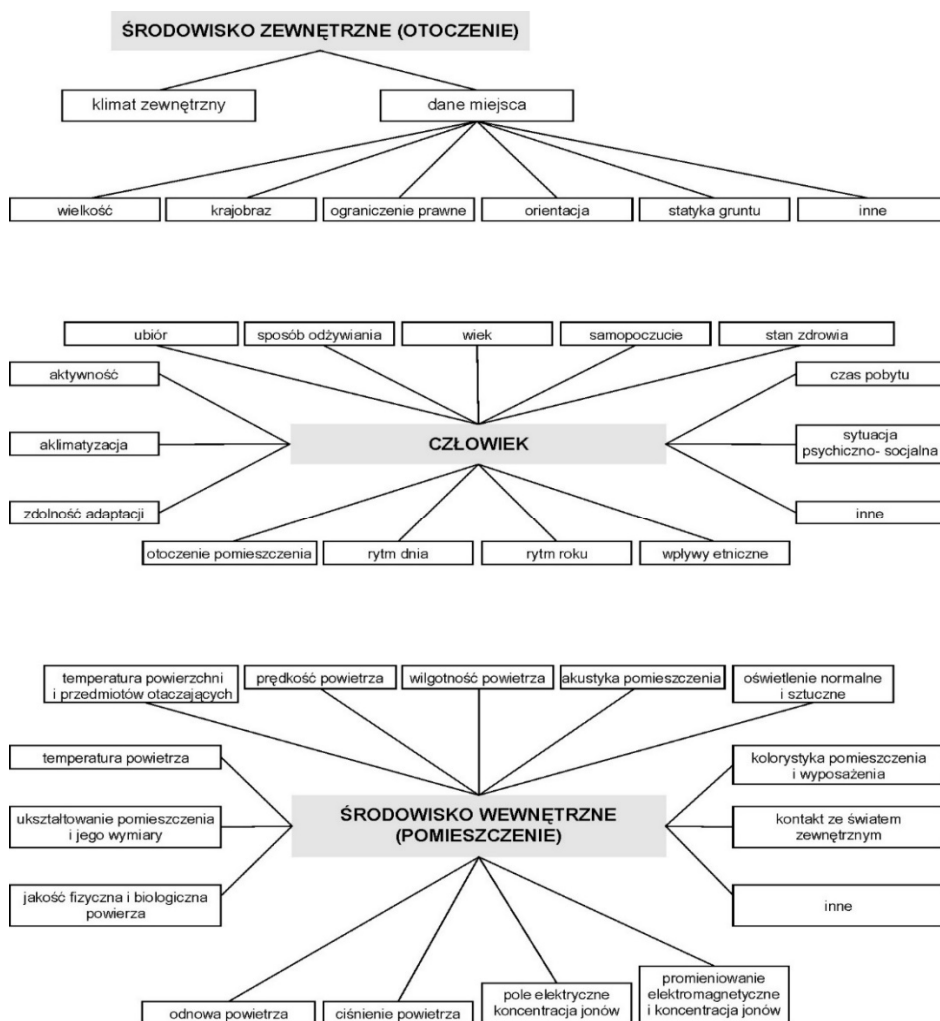 ŚRODOWISKO ZEWNĘTRZNE (OTOCZENIE)
klimat zewnętrzny
dane miejsca
wielkość
krajobraz
ograniczenie prawne
orientacja
statyka gruntu
inne
ubiór
sposób odżywiania
wiek
samopoczucie
stan zdrowia
aktywność
czas pobytu
aklimatyzacja
CZŁOWIEK
sytuacja
psychiczno- socjalna
zdolność adaptacji
inne
otoczenie pomieszczenia
rytm dnia
rytm roku
wpływy etniczne
temperatura powierzchni
i przedmiotów otaczających
prędkość powietrza
wilgotność powietrza
akustyka pomieszczenia
oświetlenie normalne
i sztuczne
temperatura powietrza
kolorystyka pomieszczenia
i wyposażenia
ukształtowanie pomieszczenia
i jego wymiary
ŚRODOWISKO WEWNĘTRZNE
(POMIESZCZENIE)
kontakt ze światem
zewnętrznym
jakość fizyczna i biologiczna
powierza
inne
odnowa powietrza
ciśnienie powietrza
pole elektryczne
koncentracja jonów
promieniowanie
elektromagnetyczne
i koncentracja jonów